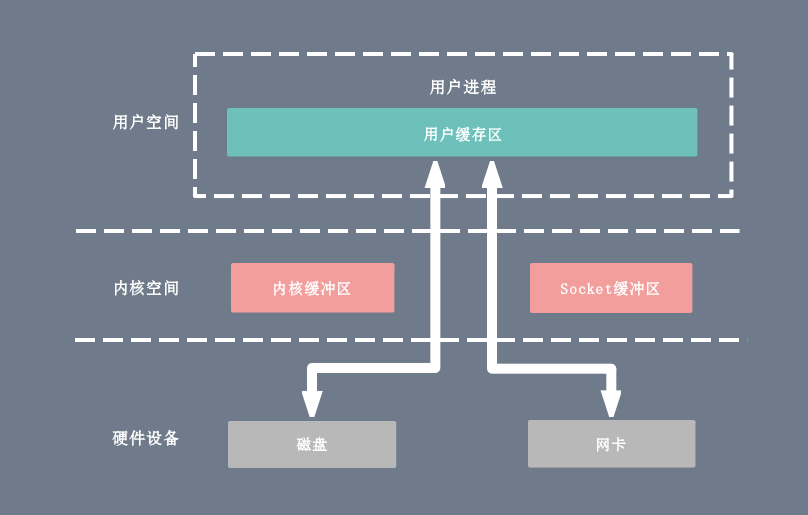 用户进程
用户空间
用户缓存区
内核空间
内核缓冲区
Socket缓冲区
硬件设备
磁盘
网卡